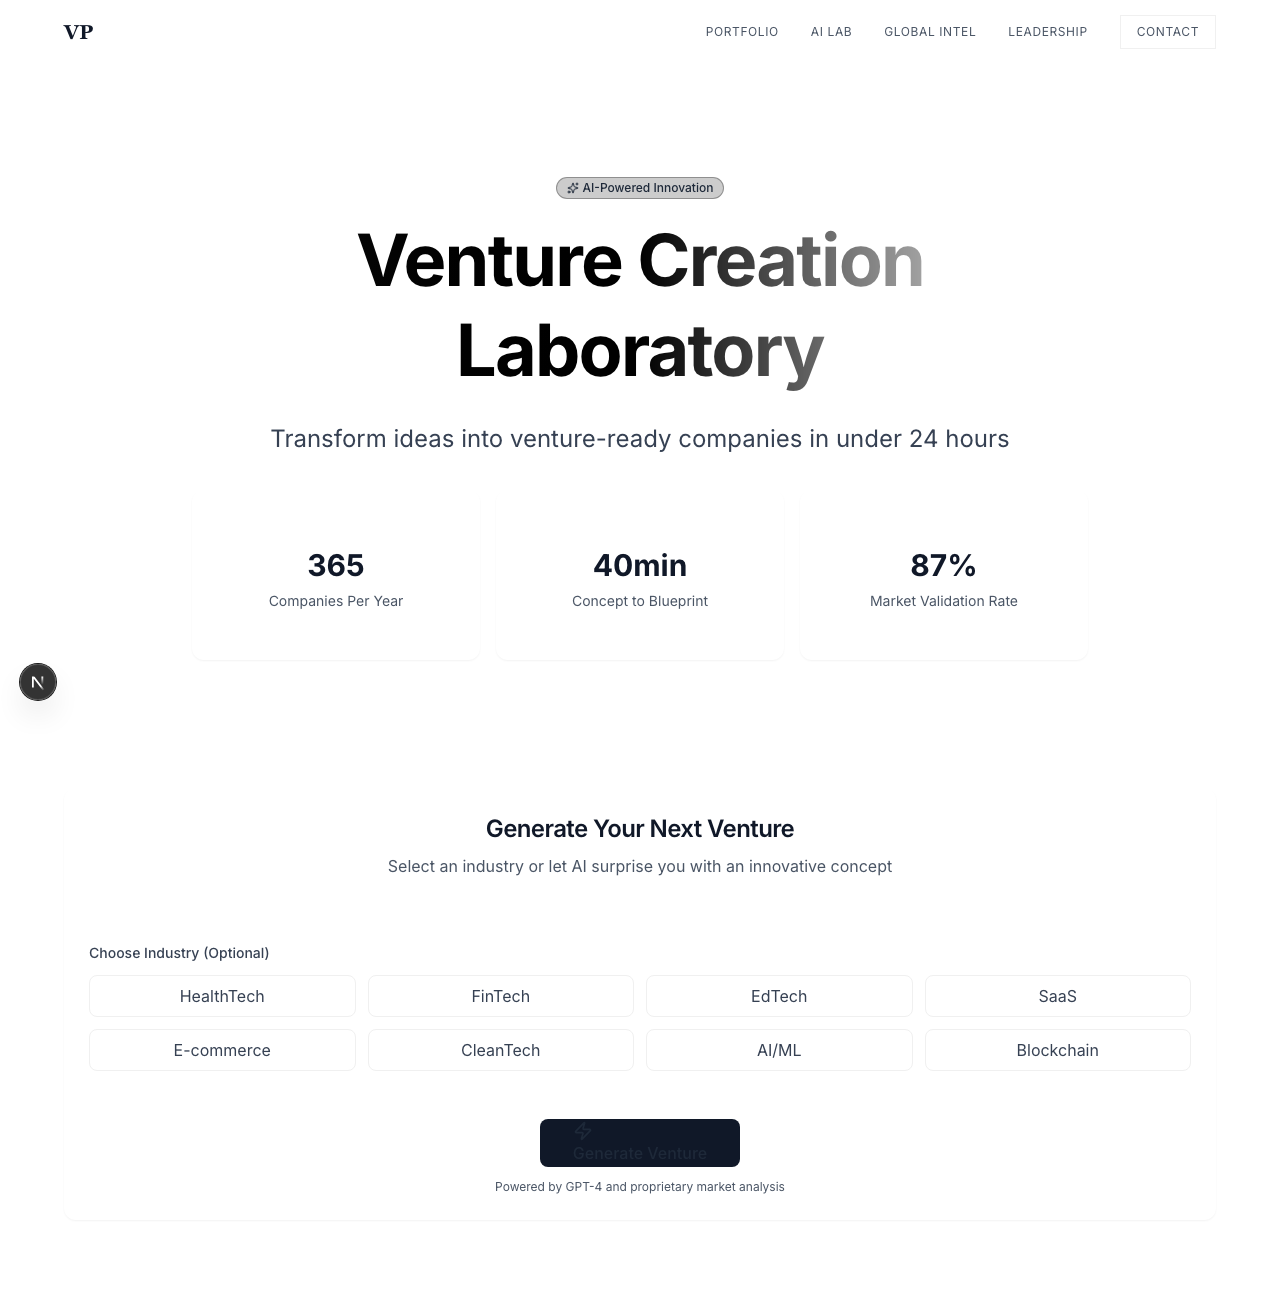 VP
PORTFOLIO
AI LAB
GLOBAL INTEL
LEADERSHIP
CONTACT
AI-Powered Innovation
Venture Creation
Laboratory
Transform ideas into venture-ready companies in under 24 hours
365
Companies Per Year
40min
Concept to Blueprint
87%
Market Validation Rate
N
Generate Your Next Venture
Select an industry or let AI surprise you with an innovative concept
Choose Industry (Optional)
HealthTech
FinTech
EdTech
SaaS
E-commerce
CleanTech
AI/ML
Blockchain
Generate Venture
Powered by GPT-4 and proprietary market analysis